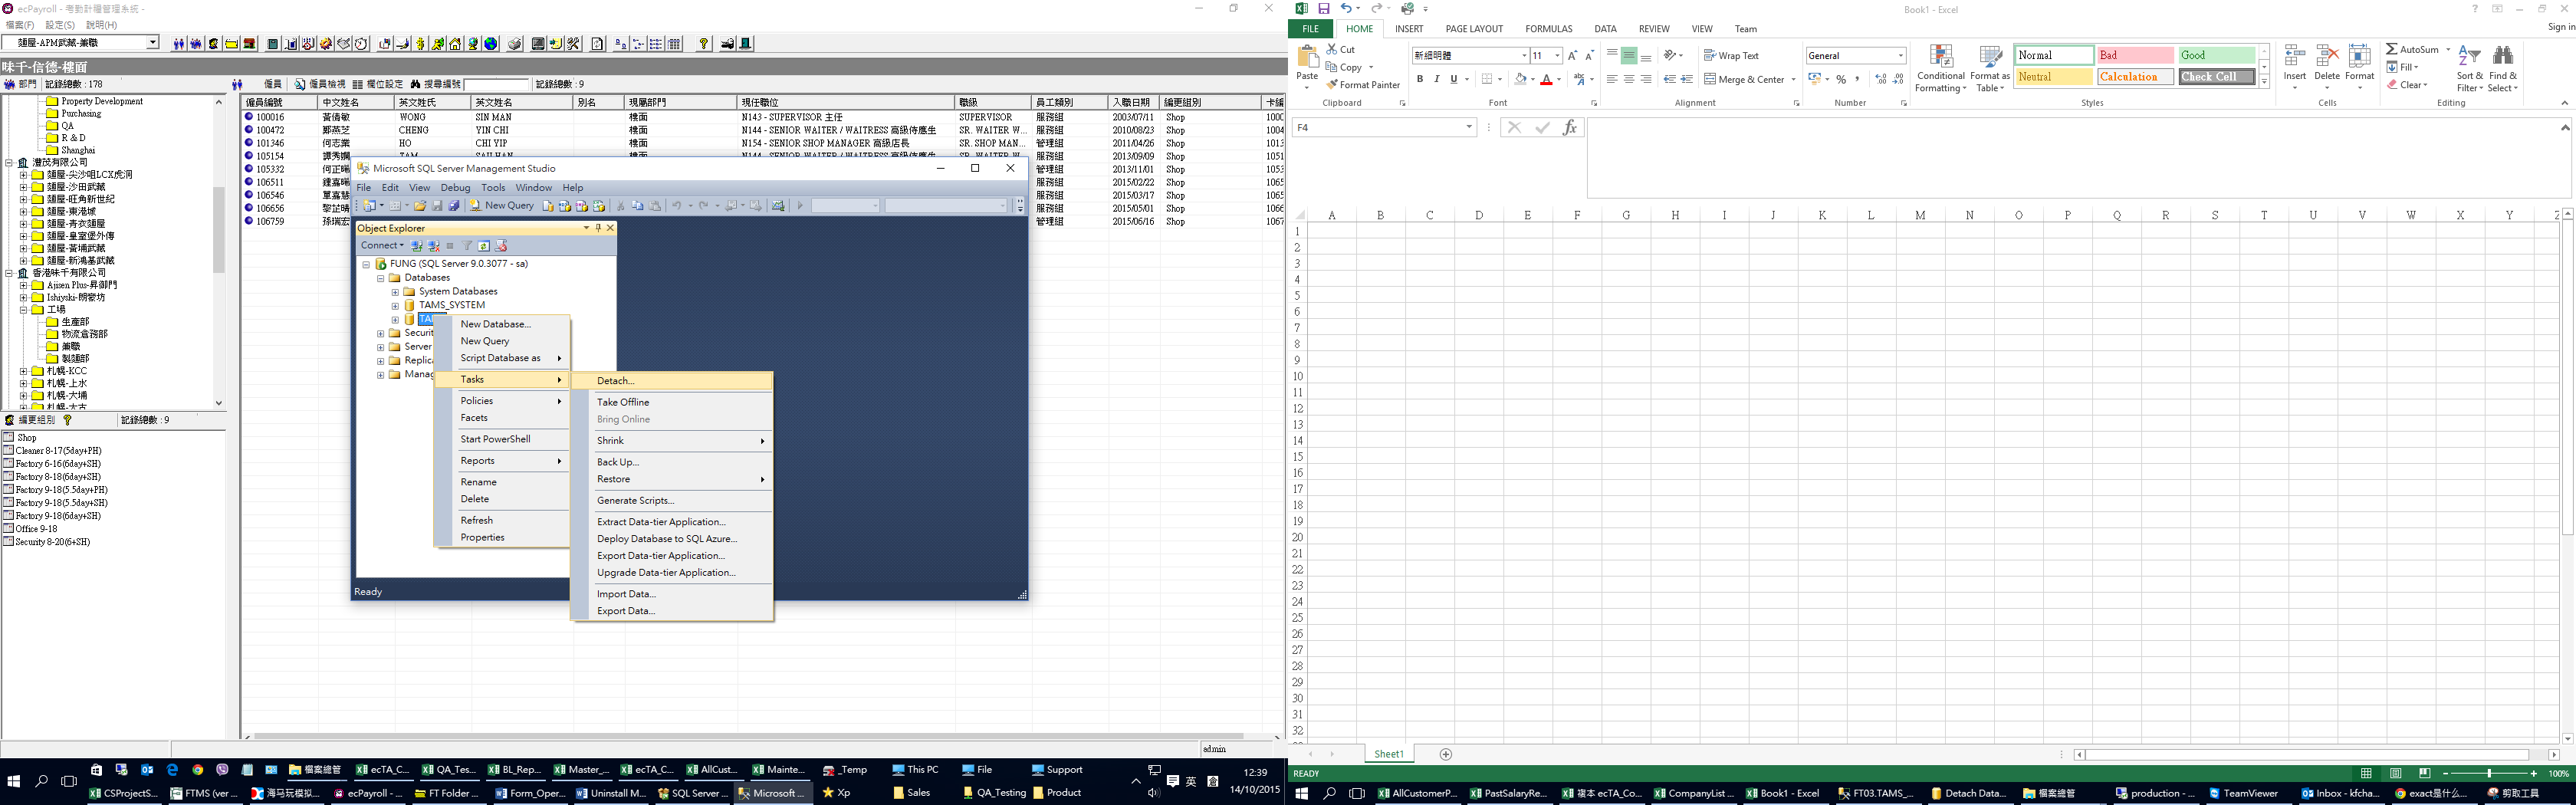 ecPayroll - 考勤計糧管理系統 -
檔案(F) 設定(S) 說明(H)
麵屋-APM武藏-兼職
味千-信德-樓面
部門 記錄總數 : 178
Property Development
Purchasing
QA
R & D
Shanghai
灃茂有限公司
麵屋-尖沙咀LCX虎洞
麵屋-沙田武藏
麵屋-旺角新世紀
麵屋-東港城
麵屋-青衣麵屋
麵屋-皇室堡外傳
麵屋-黃埔武藏
麵屋-新鴻基武藏
香港味千有限公司
Ajisen Plus-昇御門
工場
生產部
物流倉務部
兼職
製麵部
札幌-KCC
札幌-上水
札幌-大埔
札幌-太古
編更組別 記錄總數 : 9
Shop
Cleaner 8-17(5day+PH)
Factory 6-16(6day+SH)
Factory 8-18(6day+SH)
Factory 9-18(5.5day+PH)
Factory 9-18(5.5day+SH)
Factory 9-18(6day+SH)
Office 9-18
Security 8-20(6+SH)
僱員 僱員檢視 欄位設定 搜尋編號 記錄總數 : 9
僱員編號 中文姓名 英文姓氏 英文姓名 別名 現屬部門 現任職位 職級 員工類別 入職日期 編更組別 卡編
100016 黃倩敏 WONG SIN MAN 樓面 N143 - SUPERVISOR 主任 SUPERVISOR 服務組 2003/07/11 Shop 1000
100472 鄭燕芝 CHENG YIN CHI 樓面 N144 - SENIOR WAITER / WAITRESS 高級侍應生 SR. WAITER W... 服務組 2010/08/23 Shop 1004
101346 何志業 HO CHI YIP 樓面 N154 - SENIOR SHOP MANAGER 高級店長 SR. SHOP MAN... 管理組 2011/04/26 Shop 1013
105154 譚秀嫻 服務組 2013/09/09 Shop 1051
105332 管理組 2013/11/01 Shop 1053
106511 服務組 2015/02/22 Shop 1065
106546 服務組 2015/03/17 Shop 1065
106656 服務組 2015/05/01 Shop 1066
106759 管理組 2015/06/16 Shop 1067
Microsoft SQL Server Management Studio
File Edit View Debug Tools Window Help
New Query
Object Explorer
Connect
FUNG (SQL Server 9.0.3077 - sa)
Databases
System Databases
TAMS_SYSTEM
TA
Securit
Server
Replica
Manag
New Database...
New Query
Script Database as
Tasks
Policies
Facets
Start PowerShell
Reports
Rename
Delete
Refresh
Properties
Detach...
Take Offline
Bring Online
Shrink
Back Up...
Restore
Generate Scripts...
Extract Data-tier Application...
Deploy Database to SQL Azure...
Export Data-tier Application...
Upgrade Data-tier Application...
Import Data...
Export Data...
Ready
admin
檔案總管 ecTA_C... QA_Tes... BL_Rep... Master_... ecTA_C... AllCust... Mainte... _Temp This PC File Support
CSProjectS... FTMS (ver ... 海马玩模拟... ecPayroll - ... FT Folder ... Form_Oper... Uninstall M... SQL Server ... Microsoft ... Xp Sales QA_Testing Product
英
12:39
14/10/2015
Book1 - Excel
Sign in
FILE HOME INSERT PAGE LAYOUT FORMULAS DATA REVIEW VIEW Team
Paste Cut Copy Format Painter
新細明體 11
B I U
Wrap Text
Merge & Center
General
Conditional Formatting Format as Table
Normal Bad Good
Neutral Calculation Check Cell
Insert Delete Format
AutoSum Fill Clear
Sort & Filter Find & Select
Clipboard Font Alignment Number Styles Cells Editing
F4 fx
A B C D E F G H I J K L M N O P Q R S T U V W X Y Z
1
2
3
4
5
6
7
8
9
10
11
12
13
14
15
16
17
18
19
20
21
22
23
24
25
26
27
28
29
30
31
32
Sheet1
READY 100%
AllCustomerP... PastSalaryRe... 複本 ecTA_Co... CompanyList ... Book1 - Excel FT03.TAMS_... Detach Data... 檔案總管 production - ... TeamViewer Inbox - kfcha... exact是什么... 剪取工具